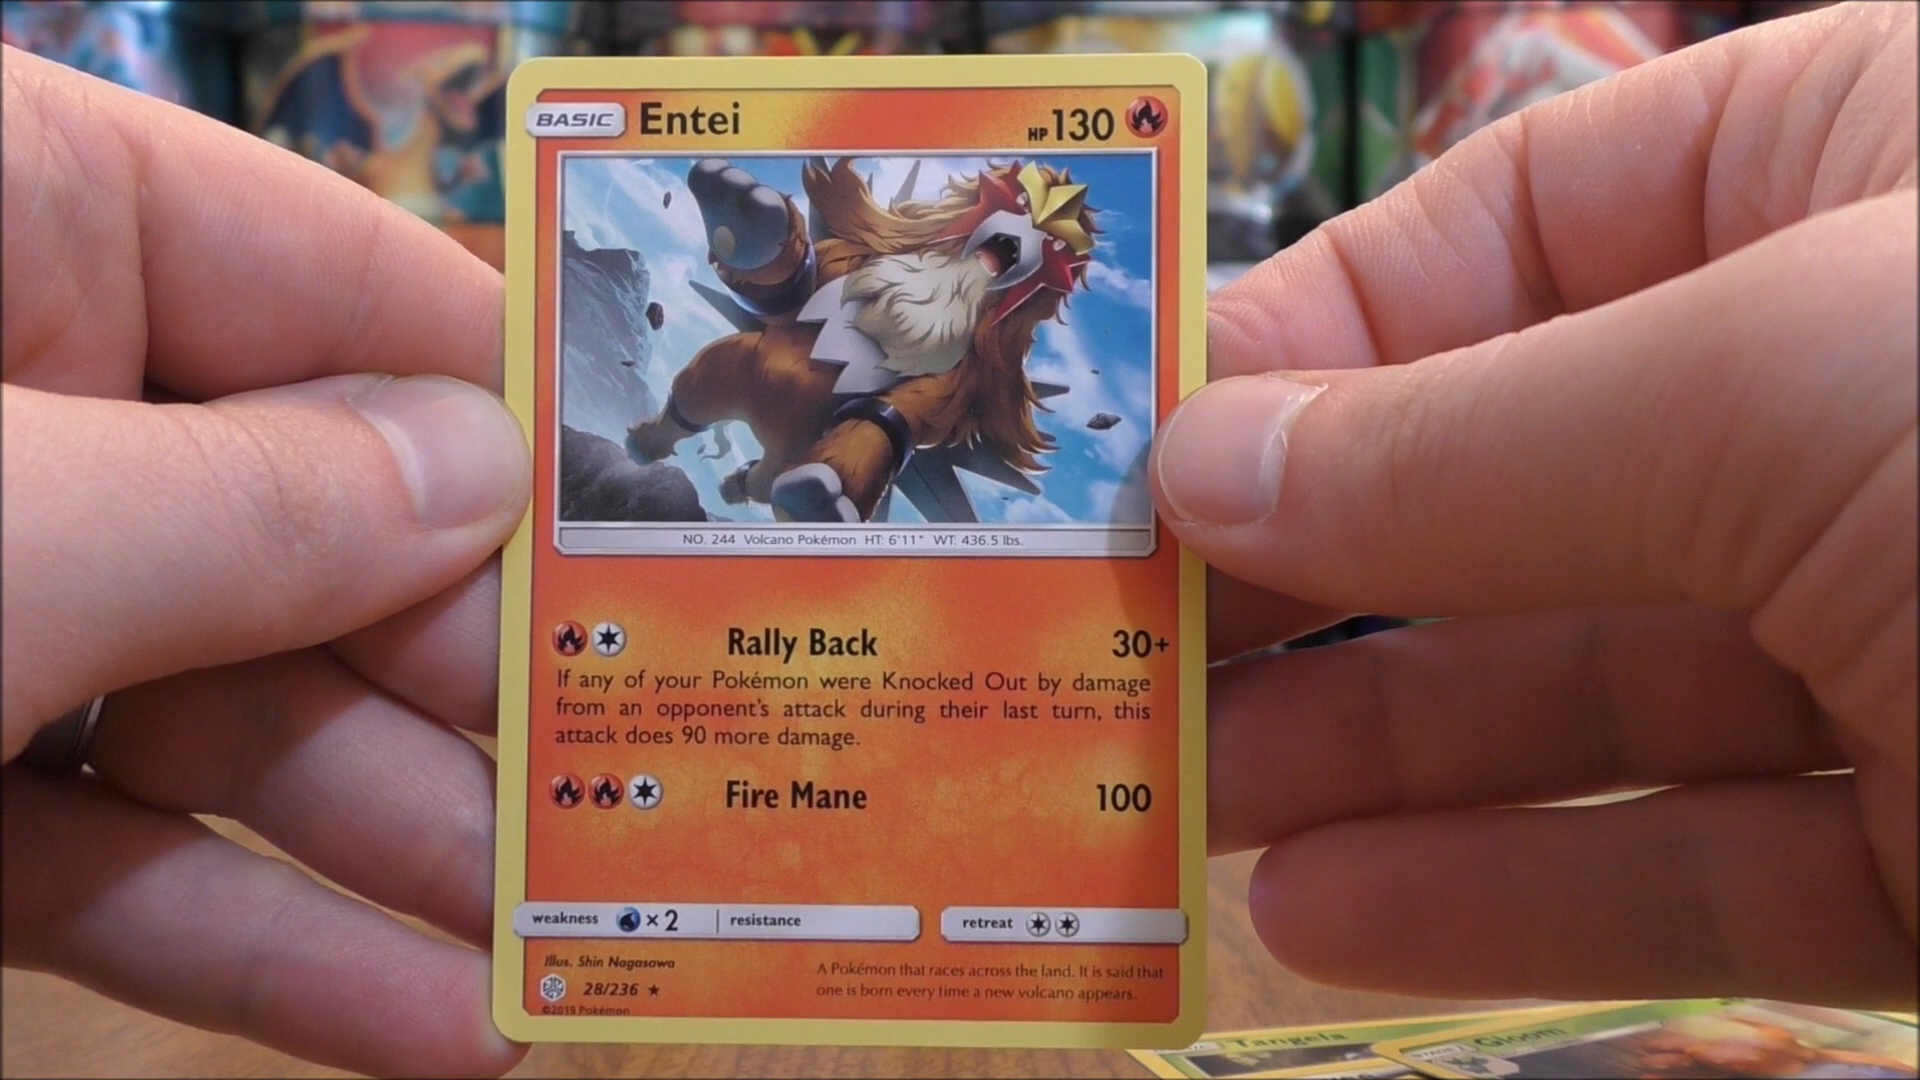 BASIC Entei HP 130
NO. 244 Volcano Pokémon HT: 6'11" WT: 436.5 lbs.
Rally Back 30+
If any of your Pokémon were Knocked Out by damage
from an opponent's attack during their last turn, this
attack does 90 more damage.
Fire Mane 100
weakness ×2 resistance retreat
Illus. Shin Nagasawa
28/236 ★
©2019 Pokémon
A Pokémon that races across the land. It is said that
one is born every time a new volcano appears.
Tangela
Gloom